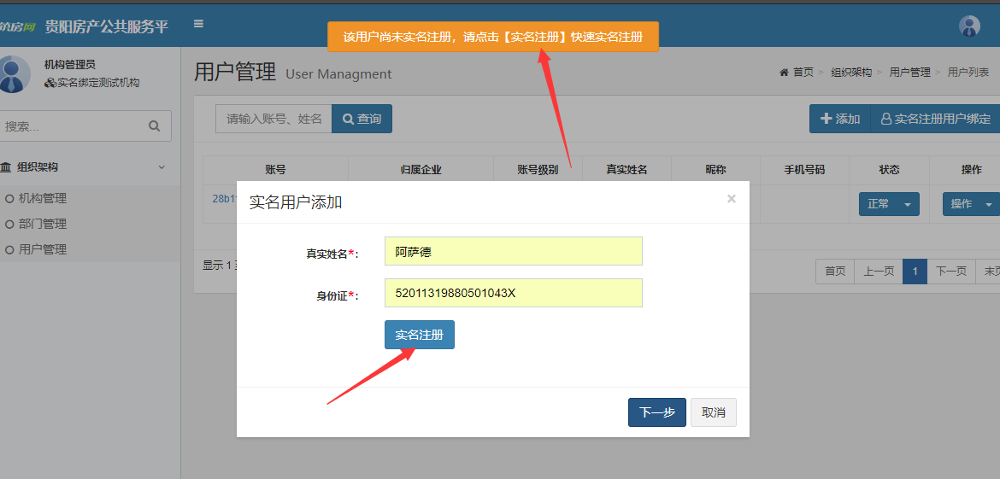 筑房网 贵阳房产公共服务平
该用户尚未实名注册，请点击【实名注册】快速实名注册
机构管理员
实名绑定测试机构
用户管理 User Managment
首页 > 组织架构 > 用户管理 > 用户列表
搜索...
请输入账号、姓名 查询
添加 实名注册用户绑定
组织架构
账号 归属企业 账号级别 真实姓名 昵称 手机号码 状态 操作
机构管理
28b1 正常 操作
部门管理
用户管理
显示 1
首页 上一页 1 下一页 末页
实名用户添加 ×
真实姓名*: 阿萨德
身份证*: 52011319880501043X
实名注册
下一步 取消